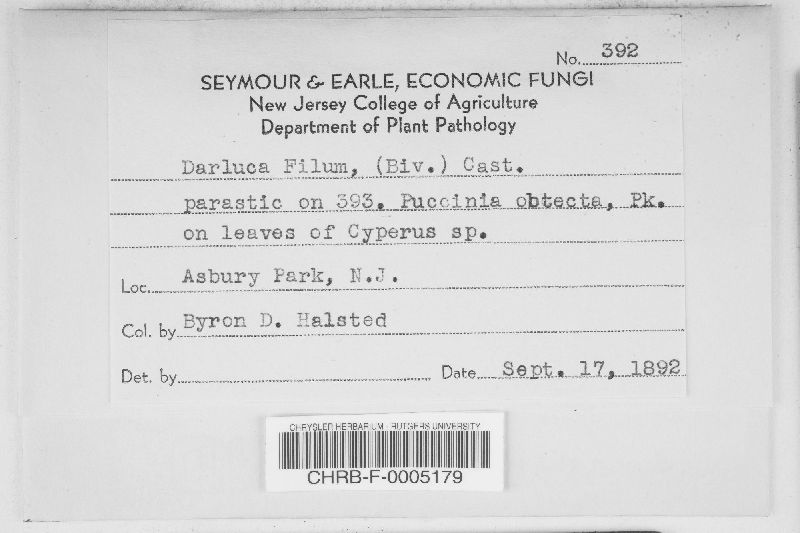 No. 392
SEYMOUR & EARLE, ECONOMIC FUNGI
New Jersey College of Agriculture
Department of Plant Pathology
Darluca Filum, (Biv.) Cast.
parastic on 393. Puccinia obtecta, Pk.
on leaves of Cyperus sp.
Loc. Asbury Park, N.J.
Col. by Byron D. Halsted
Det. by Date Sept. 17, 1892
CHRYSLER HERBARIUM - RUTGERS UNIVERSITY
CHRB-F-0005179